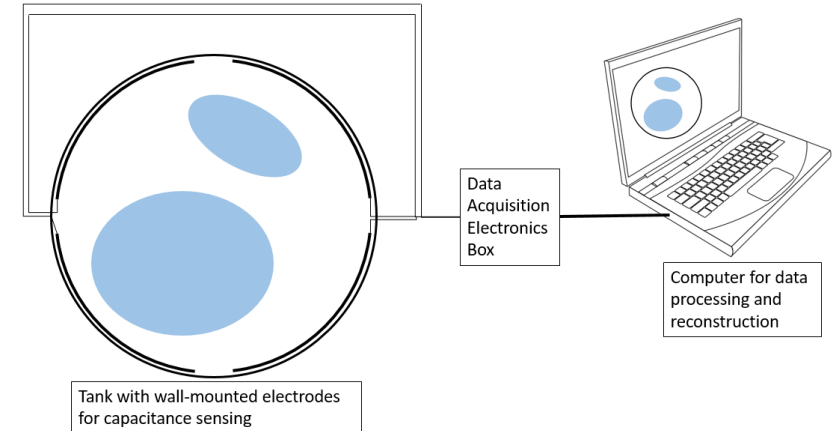 Data
Acquisition
Electronics
Box
Computer for data
processing and
reconstruction
Tank with wall-mounted electrodes
for capacitance sensing